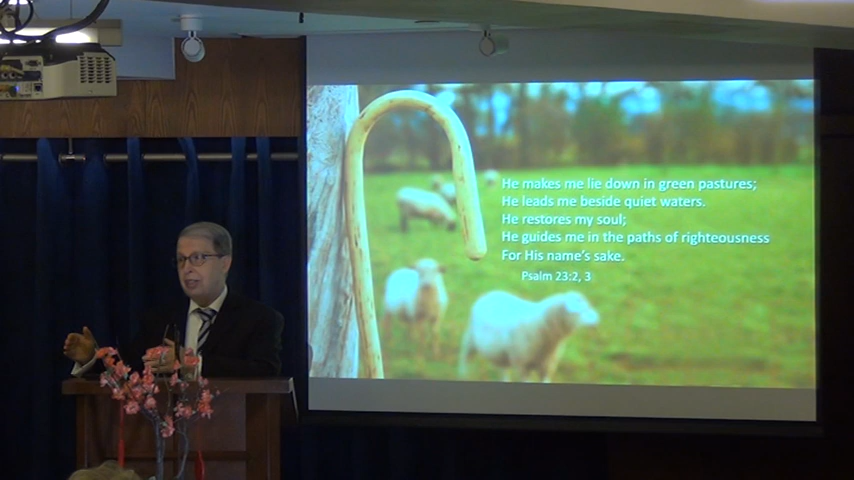 He makes me lie down in green pastures;
He leads me beside quiet waters.
He restores my soul;
He guides me in the paths of righteousness
For His name's sake.
Psalm 23:2, 3